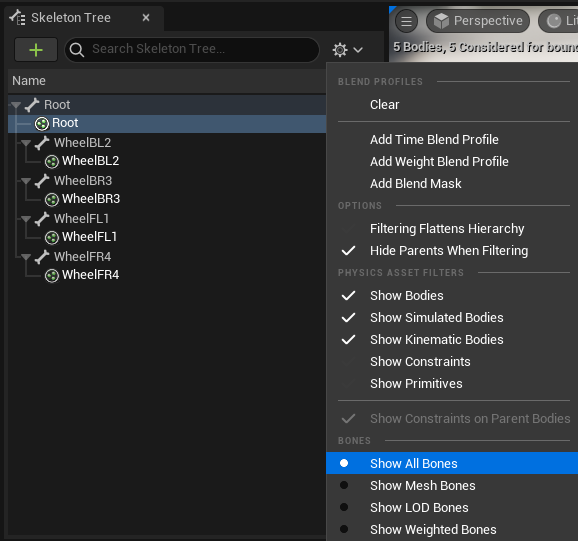 Skeleton Tree
Search Skeleton Tree...
Perspective
Lit
5 Bodies, 5 Considered for boun
Name
Root
Root
WheelBL2
WheelBL2
WheelBR3
WheelBR3
WheelFL1
WheelFL1
WheelFR4
WheelFR4
BLEND PROFILES
Clear
Add Time Blend Profile
Add Weight Blend Profile
Add Blend Mask
OPTIONS
Filtering Flattens Hierarchy
Hide Parents When Filtering
PHYSICS ASSET FILTERS
Show Bodies
Show Simulated Bodies
Show Kinematic Bodies
Show Constraints
Show Primitives
Show Constraints on Parent Bodies
BONES
Show All Bones
Show Mesh Bones
Show LOD Bones
Show Weighted Bones